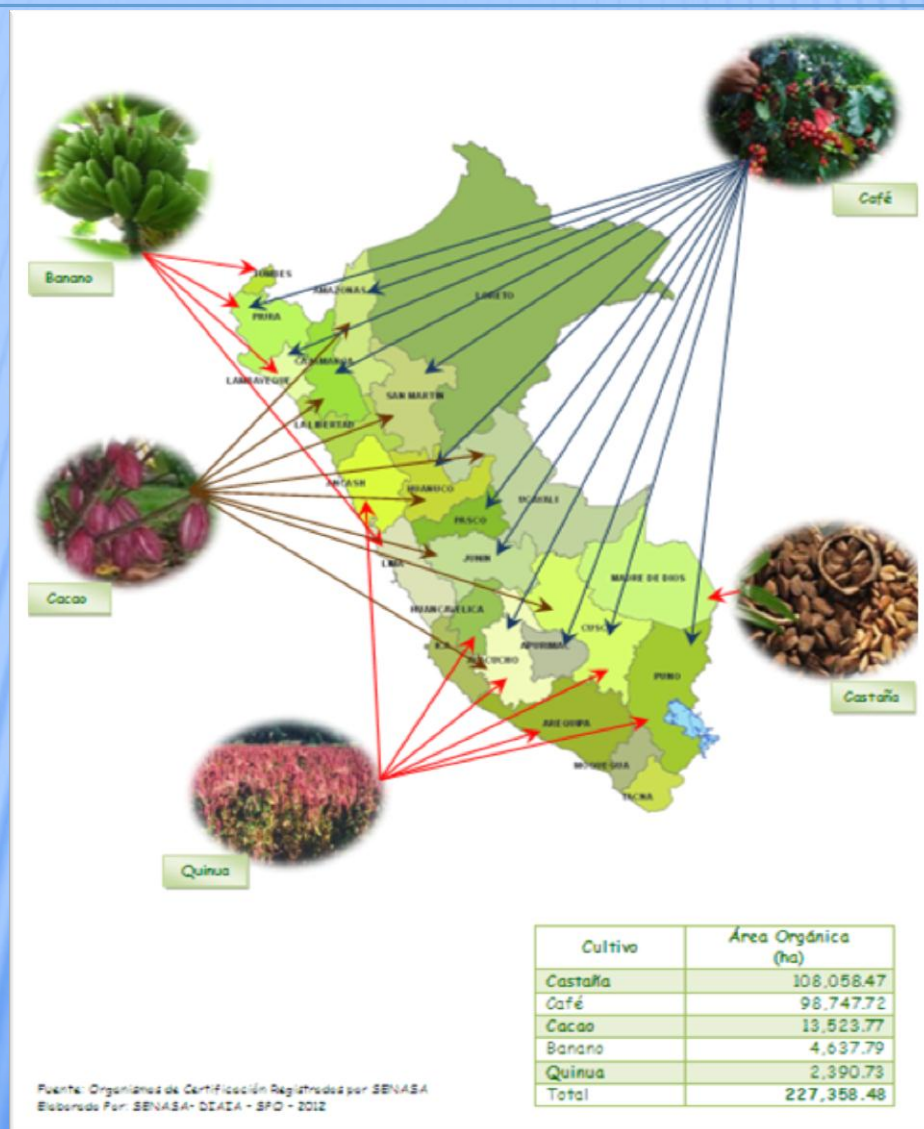 Café
Banano
TUMBES
AMAZONAS
LORETO
PIURA
CAJAMARCA
LAMBAYEQUE
SAN MARTIN
LA LIBERTAD
ANCASH
HUANUCO
UCAYALI
PASCO
LIMA
JUNIN
MADRE DE DIOS
Cacao
HUANCAVELICA
CUSCO
ICA
AYACUCHO
APURIMAC
PUNO
Castaña
AREQUIPA
MOQUEGUA
TACNA
Quinua
Cultivo Área Orgánica
(ha)
Castaña 108,058.47
Café 98,747.72
Cacao 13,523.77
Banano 4,637.79
Quinua 2,390.73
Total 227,358.48
Fuente: Organismos de Certificación Registrados por SENASA
Elaborado Por: SENASA- DIAIA - SPO - 2012